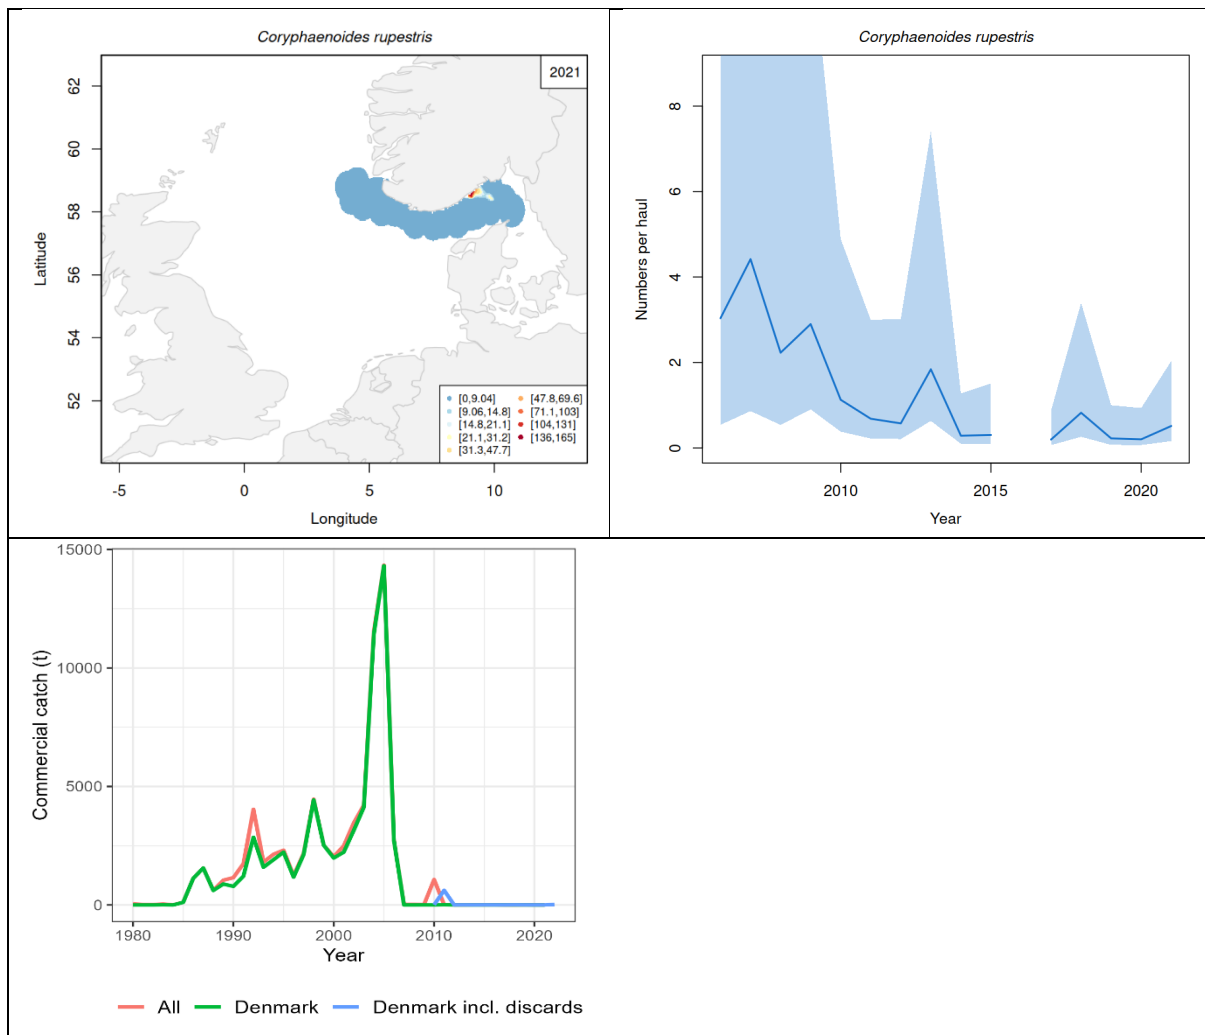 Coryphaenoides rupestris
2021
62
60
58
56
54
52
Latitude
[0,9.04] [47.8,69.6]
[9.06,14.8] [71.1,103]
[14.8,21.1] [104,131]
[21.1,31.2] [136,165]
[31.3,47.7]
-5 0 5 10
Longitude
Coryphaenoides rupestris
8
6
4
2
0
Numbers per haul
2010 2015 2020
Year
15000
10000
5000
0
Commercial catch (t)
1980 1990 2000 2010 2020
Year
All Denmark Denmark incl. discards